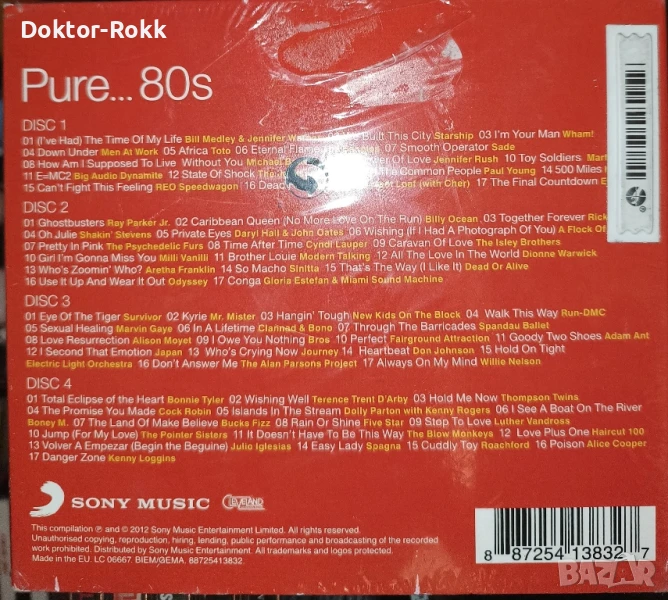 Doktor-Rokk
Pure... 80s
DISC 1
01 (I've Had) The Time Of My Life Bill Medley & Jennifer Built This City Starship 03 I'm Your Man Wham!
04 Down Under Men At Work 05 Africa Toto 06 Eternal Flame 07 Smooth Operator Sade
08 How Am I Supposed To Live Without You Michael of Love Jennifer Rush 10 Toy Soldiers
11 E=MC2 Big Audio Dynamite 12 State Of Shock The Common People Paul Young 14 500 Miles
15 Can't Fight This Feeling REO Speedwagon 16 Loaf (with Cher) 17 The Final Countdown
DISC 2
01 Ghostbusters Ray Parker Jr. 02 Caribbean Queen (No More Love On The Run) Billy Ocean 03 Together Forever Rick
04 Oh Julie Shakin' Stevens 05 Private Eyes Daryl Hall & John Oates 06 Wishing (If I Had A Photograph Of You) A Flock Of
07 Pretty In Pink The Psychedelic Furs 08 Time After Time Cyndi Lauper 09 Caravan Of Love The Isley Brothers
10 Girl I'm Gonna Miss You Milli Vanilli 11 Brother Louie Modern Talking 12 All The Love In The World Dionne Warwick
13 Who's Zoomin' Who? Aretha Franklin 14 So Macho Sinitta 15 That's The Way (I Like It) Dead Or Alive
16 Use It Up And Wear It Out Odyssey 17 Conga Gloria Estefan & Miami Sound Machine
DISC 3
01 Eye Of The Tiger Survivor 02 Kyrie Mr. Mister 03 Hangin' Tough New Kids On The Block 04 Walk This Way Run-DMC
05 Sexual Healing Marvin Gaye 06 In A Lifetime Clannad & Bono 07 Through The Barricades Spandau Ballet
08 Love Resurrection Alison Moyet 09 I Owe You Nothing Bros 10 Perfect Fairground Attraction 11 Goody Two Shoes Adam Ant
12 I Second That Emotion Japan 13 Who's Crying Now Journey 14 Heartbeat Don Johnson 15 Hold On Tight
Electric Light Orchestra 16 Don't Answer Me The Alan Parsons Project 17 Always On My Mind Willie Nelson
DISC 4
01 Total Eclipse of the Heart Bonnie Tyler 02 Wishing Well Terence Trent D'Arby 03 Hold Me Now Thompson Twins
04 The Promise You Made Cock Robin 05 Islands In The Stream Dolly Parton with Kenny Rogers 06 I See A Boat On The River
Boney M. 07 The Land Of Make Believe Bucks Fizz 08 Rain Or Shine Five Star 09 Stop To Love Luther Vandross
10 Jump (For My Love) The Pointer Sisters 11 It Doesn't Have To Be This Way The Blow Monkeys 12 Love Plus One Haircut 100
13 Volver A Empezar (Begin the Beguine) Julio Iglesias 14 Easy Lady Spagna 15 Cuddly Toy Roachford 16 Poison Alice Cooper
17 Danger Zone Kenny Loggins
SONY MUSIC CLEVELAND
This compilation ℗ and © 2012 Sony Music Entertainment Limited. All rights reserved.
Unauthorised copying, reproduction, hiring, lending, public performance and broadcasting of the recorded
work prohibited. Distributed by Sony Music Entertainment. All trademarks and logos protected.
Made in the EU. LC 06667. BIEM/GEMA. 88725413832
8 87254 13832 7
BAZAR